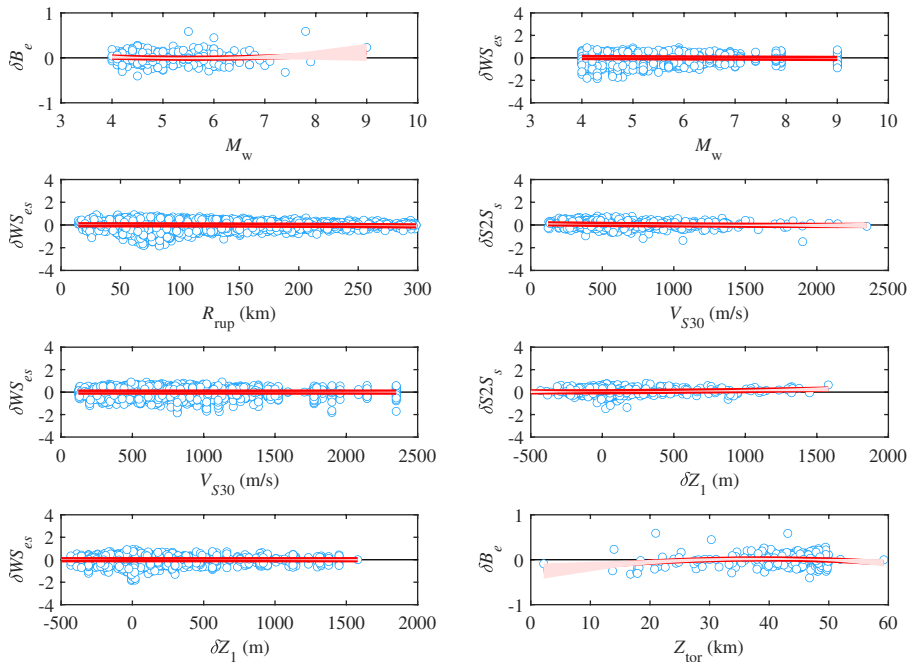 1
0
-1
δB_e
3 4 5 6 7 8 9 10
M_w
4
2
0
-2
-4
δWS_es
3 4 5 6 7 8 9 10
M_w
4
2
0
-2
-4
δWS_es
0 50 100 150 200 250 300
R_rup (km)
4
2
0
-2
-4
δS2S_s
0 500 1000 1500 2000 2500
V_S30 (m/s)
4
2
0
-2
-4
δWS_es
0 500 1000 1500 2000 2500
V_S30 (m/s)
4
2
0
-2
-4
δS2S_s
-500 0 500 1000 1500 2000
δZ_1 (m)
4
2
0
-2
-4
δWS_es
-500 0 500 1000 1500 2000
δZ_1 (m)
1
0
-1
δB_e
0 10 20 30 40 50 60
Z_tor (km)